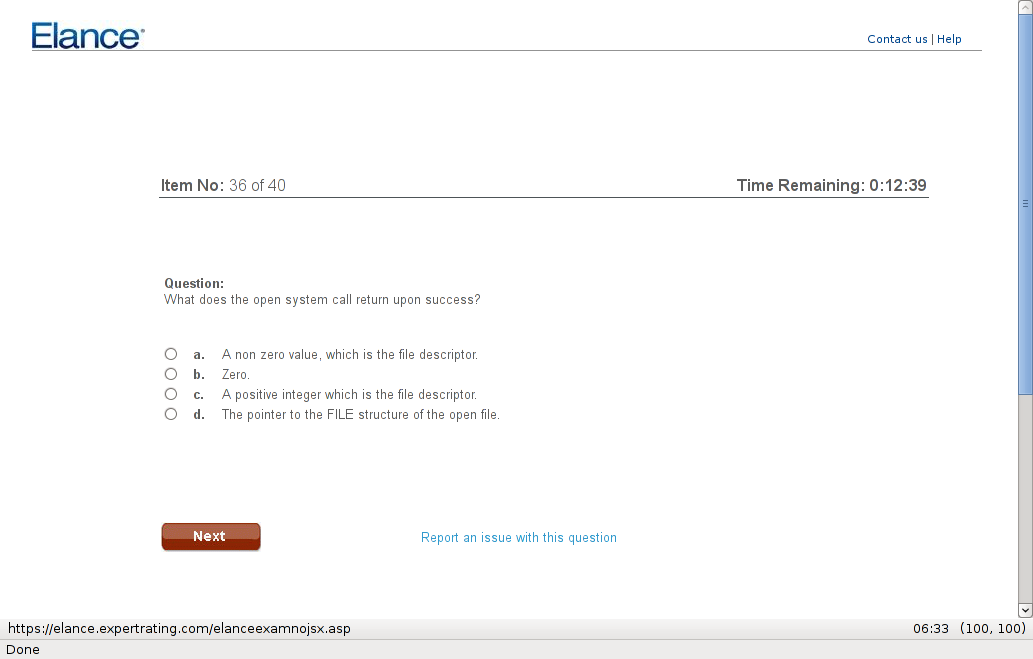 Elance
Contact us | Help
Item No: 36 of 40
Time Remaining: 0:12:39
Question:
What does the open system call return upon success?
a. A non zero value, which is the file descriptor.
b. Zero.
c. A positive integer which is the file descriptor.
d. The pointer to the FILE structure of the open file.
Next
Report an issue with this question
https://elance.expertrating.com/elanceexamnojsx.asp
06:33 (100, 100)
Done